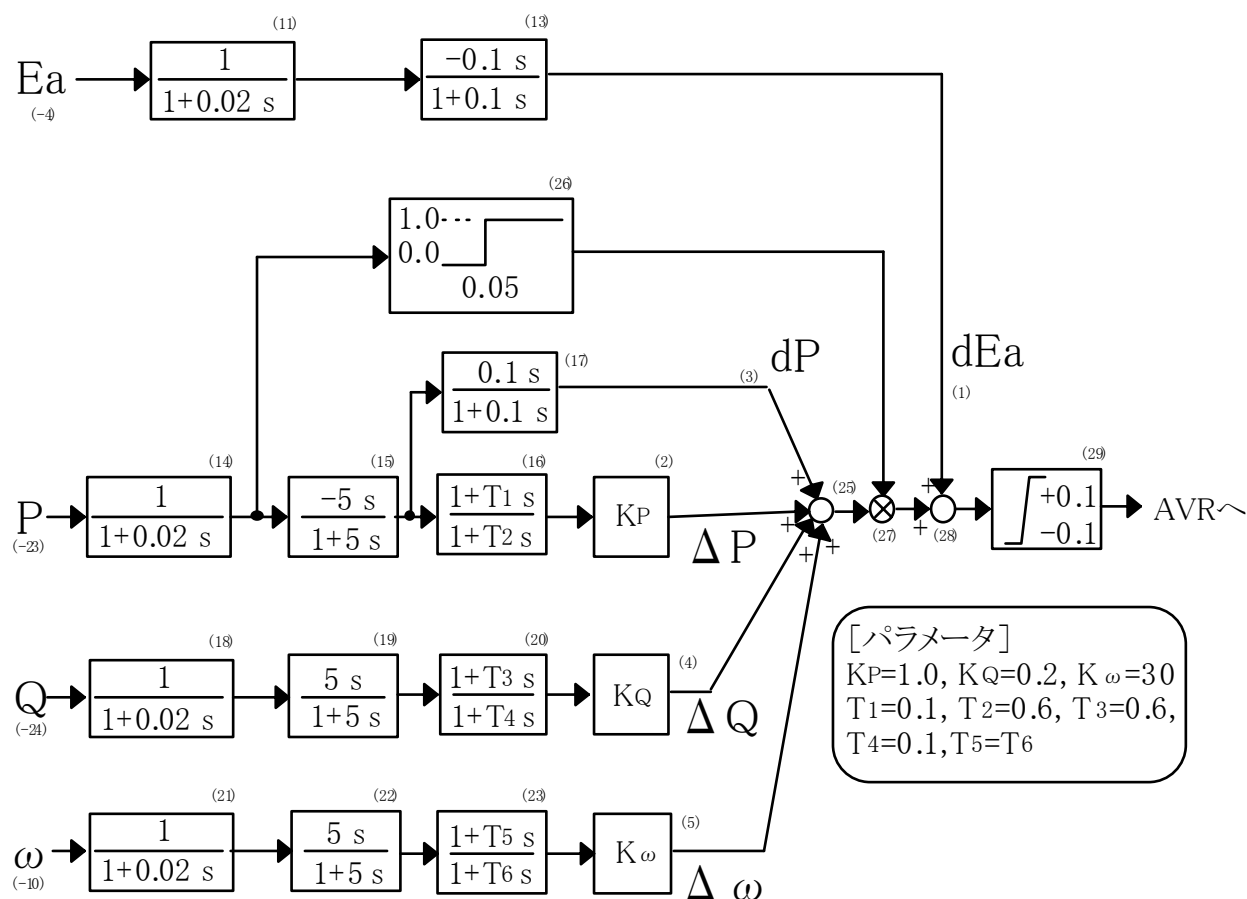 (11)
(13)
Ea
(-4)
1
1+0.02 s
-0.1 s
1+0.1 s
(26)
1.0
0.0
0.05
(17)
0.1 s
1+0.1 s
(3)
dP
dEa
(1)
(14)
(15)
(16)
(2)
(25)
(29)
P
(-23)
1
1+0.02 s
-5 s
1+5 s
1+T1 s
1+T2 s
KP
ΔP
+
+
+
+
(27)
+
+
(28)
+0.1
-0.1
AVRへ
(18)
(19)
(20)
(4)
Q
(-24)
1
1+0.02 s
5 s
1+5 s
1+T3 s
1+T4 s
KQ
ΔQ
[パラメータ]
KP=1.0, KQ=0.2, Kω=30
T1=0.1, T2=0.6, T3=0.6,
T4=0.1,T5=T6
(21)
(22)
(23)
(5)
ω
(-10)
1
1+0.02 s
5 s
1+5 s
1+T5 s
1+T6 s
Kω
Δω